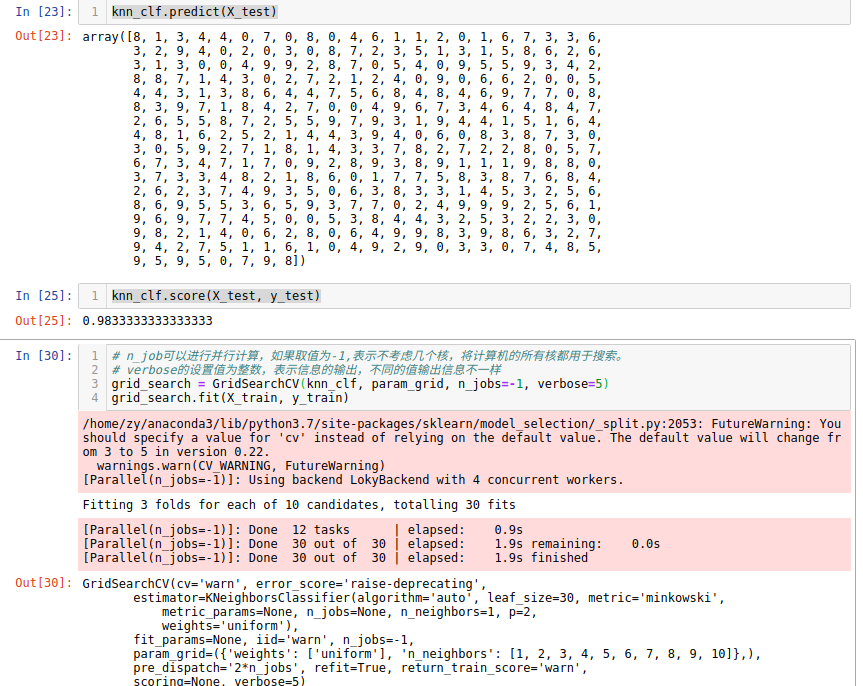 In [23]: 1 knn_clf.predict(X_test)
Out[23]: array([8, 1, 3, 4, 4, 0, 7, 0, 8, 0, 4, 6, 1, 1, 2, 0, 1, 6, 7, 3, 3, 6,
3, 2, 9, 4, 0, 2, 0, 3, 0, 8, 7, 2, 3, 5, 1, 3, 1, 5, 8, 6, 2, 6,
3, 1, 3, 0, 0, 4, 9, 9, 2, 8, 7, 0, 5, 4, 0, 9, 5, 5, 9, 3, 4, 2,
8, 8, 7, 1, 4, 3, 0, 2, 7, 2, 1, 2, 4, 0, 9, 0, 6, 6, 2, 0, 0, 5,
4, 4, 3, 1, 3, 8, 6, 4, 4, 7, 5, 6, 8, 4, 8, 4, 6, 9, 7, 7, 0, 8,
8, 3, 9, 7, 1, 8, 4, 2, 7, 0, 0, 4, 9, 6, 7, 3, 4, 6, 4, 8, 4, 7,
2, 6, 5, 5, 8, 7, 2, 5, 5, 9, 7, 9, 3, 1, 9, 4, 4, 1, 5, 1, 6, 4,
4, 8, 1, 6, 2, 5, 2, 1, 4, 4, 3, 9, 4, 0, 6, 0, 8, 3, 8, 7, 3, 0,
3, 0, 5, 9, 2, 7, 1, 8, 1, 4, 3, 3, 7, 8, 2, 7, 2, 2, 8, 0, 5, 7,
6, 7, 3, 4, 7, 1, 7, 0, 9, 2, 8, 9, 3, 8, 9, 1, 1, 1, 9, 8, 8, 0,
3, 7, 3, 3, 4, 8, 2, 1, 8, 6, 0, 1, 7, 7, 5, 8, 3, 8, 7, 6, 8, 4,
2, 6, 2, 3, 7, 4, 9, 3, 5, 0, 6, 3, 8, 3, 3, 1, 4, 5, 3, 2, 5, 6,
8, 6, 9, 5, 5, 3, 6, 5, 9, 3, 7, 7, 0, 2, 4, 9, 9, 9, 2, 5, 6, 1,
9, 6, 9, 7, 7, 4, 5, 0, 0, 5, 3, 8, 4, 4, 3, 2, 5, 3, 2, 2, 3, 0,
9, 8, 2, 1, 4, 0, 6, 2, 8, 0, 6, 4, 9, 9, 8, 3, 9, 8, 6, 3, 2, 7,
9, 4, 2, 7, 5, 1, 1, 6, 1, 0, 4, 9, 2, 9, 0, 3, 3, 0, 7, 4, 8, 5,
9, 5, 9, 5, 0, 7, 9, 8])
In [25]: 1 knn_clf.score(X_test, y_test)
Out[25]: 0.9833333333333333
In [30]: 1 # n_job可以进行并行计算，如果取值为-1,表示不考虑几个核，将计算机的所有核都用于搜索。
2 # verbose的设置值为整数，表示信息的输出，不同的值输出信息不一样
3 grid_search = GridSearchCV(knn_clf, param_grid, n_jobs=-1, verbose=5)
4 grid_search.fit(X_train, y_train)
/home/zy/anaconda3/lib/python3.7/site-packages/sklearn/model_selection/_split.py:2053: FutureWarning: You
should specify a value for 'cv' instead of relying on the default value. The default value will change fr
om 3 to 5 in version 0.22.
warnings.warn(CV_WARNING, FutureWarning)
[Parallel(n_jobs=-1)]: Using backend LokyBackend with 4 concurrent workers.
Fitting 3 folds for each of 10 candidates, totalling 30 fits
[Parallel(n_jobs=-1)]: Done 12 tasks | elapsed: 0.9s
[Parallel(n_jobs=-1)]: Done 30 out of 30 | elapsed: 1.9s remaining: 0.0s
[Parallel(n_jobs=-1)]: Done 30 out of 30 | elapsed: 1.9s finished
Out[30]: GridSearchCV(cv='warn', error_score='raise-deprecating',
estimator=KNeighborsClassifier(algorithm='auto', leaf_size=30, metric='minkowski',
metric_params=None, n_jobs=None, n_neighbors=1, p=2,
weights='uniform'),
fit_params=None, iid='warn', n_jobs=-1,
param_grid=({'weights': ['uniform'], 'n_neighbors': [1, 2, 3, 4, 5, 6, 7, 8, 9, 10]},),
pre_dispatch='2*n_jobs', refit=True, return_train_score='warn',
scoring=None, verbose=5)